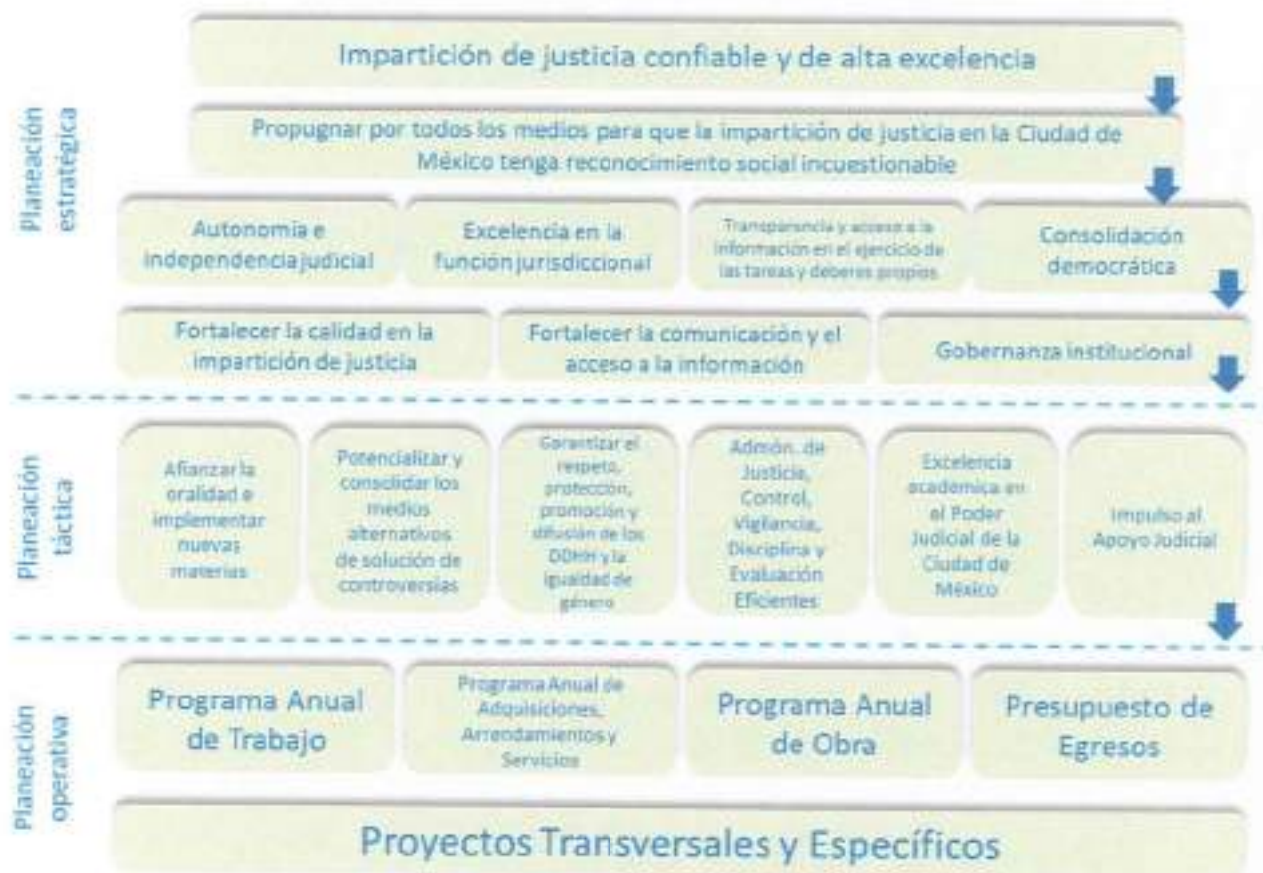 Planeación
estratégica
Impartición de justicia confiable y de alta excelencia
Propugnar por todos los medios para que la impartición de justicia en la Ciudad de
México tenga reconocimiento social incuestionable
Autonomía e
independencia judicial
Excelencia en la
función jurisdiccional
Transparencia y acceso a la
información en el ejercicio de
las tareas y deberes propios
Consolidación
democrática
Fortalecer la calidad en la
impartición de justicia
Fortalecer la comunicación y el
acceso a la información
Gobernanza institucional
Planeación
táctica
Afianzar la
oralidad e
implementar
nuevas
materias
Potencializar y
consolidar los
medios
alternativos
de solución de
controversias
Garantizar el
respeto,
protección,
promoción y
difusión de los
DDHH y la
igualdad de
género
Admón. de
Justicia,
Control,
Vigilancia,
Disciplina y
Evaluación
Eficientes
Excelencia
académica en
el Poder
Judicial de la
Ciudad de
México
Impulso al
Apoyo Judicial
Planeación
operativa
Programa Anual
de Trabajo
Programa Anual de
Adquisiciones,
Arrendamientos y
Servicios
Programa Anual
de Obra
Presupuesto de
Egresos
Proyectos Transversales y Específicos